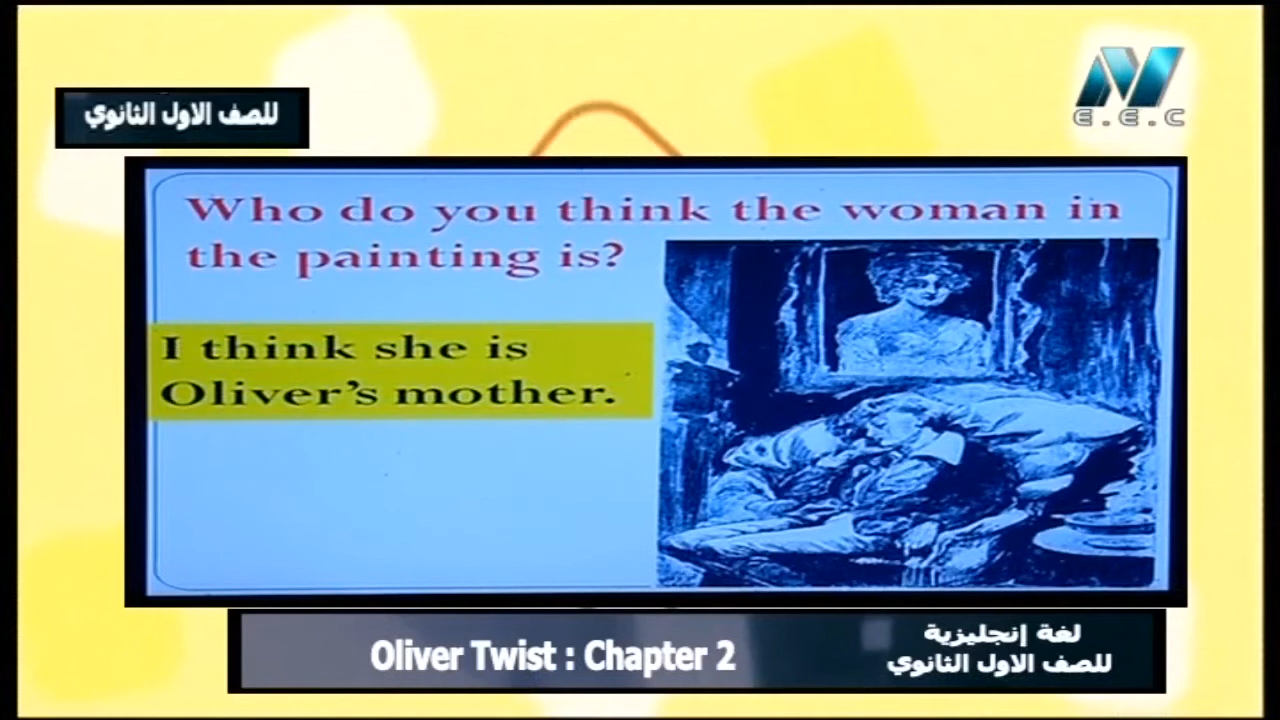 للصف الاول الثانوي
E.E.C
Who do you think the woman in
the painting is?
I think she is
Oliver's mother.
Oliver Twist : Chapter 2
لغة إنجليزية
للصف الاول الثانوي